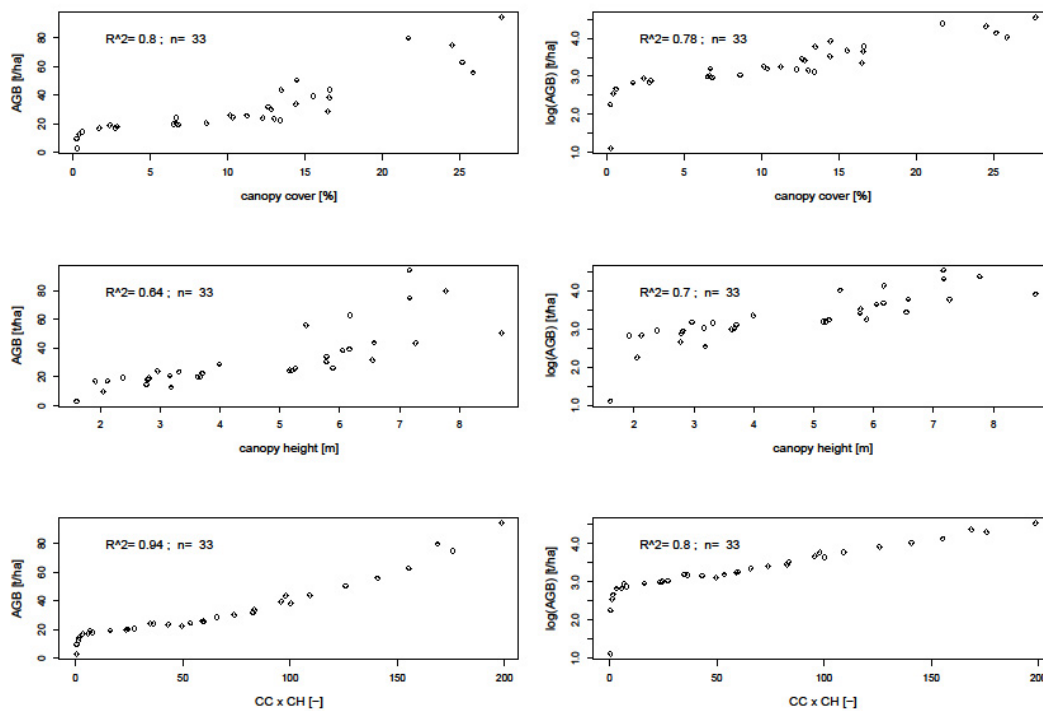 AGB [t/ha]
0 20 40 60 80
R^2= 0.8 ; n= 33
0 5 10 15 20 25
canopy cover [%]
log(AGB) [t/ha]
1.0 2.0 3.0 4.0
R^2= 0.78 ; n= 33
0 5 10 15 20 25
canopy cover [%]
AGB [t/ha]
0 20 40 60 80
R^2= 0.64 ; n= 33
2 3 4 5 6 7 8
canopy height [m]
log(AGB) [t/ha]
1.0 2.0 3.0 4.0
R^2= 0.7 ; n= 33
2 3 4 5 6 7 8
canopy height [m]
AGB [t/ha]
0 20 40 60 80
R^2= 0.94 ; n= 33
0 50 100 150 200
CC x CH [−]
log(AGB) [t/ha]
1.0 2.0 3.0 4.0
R^2= 0.8 ; n= 33
0 50 100 150 200
CC x CH [−]